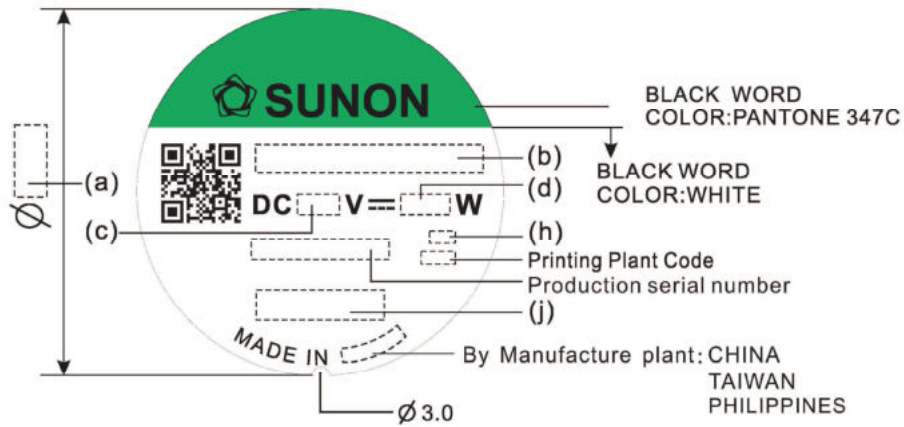 SUNON
BLACK WORD
COLOR:PANTONE 347C
(b)
BLACK WORD
COLOR:WHITE
(a)
Ø
DC V W
(d)
(c)
(h)
Printing Plant Code
Production serial number
(j)
MADE IN
By Manufacture plant: CHINA
TAIWAN
PHILIPPINES
Ø 3.0